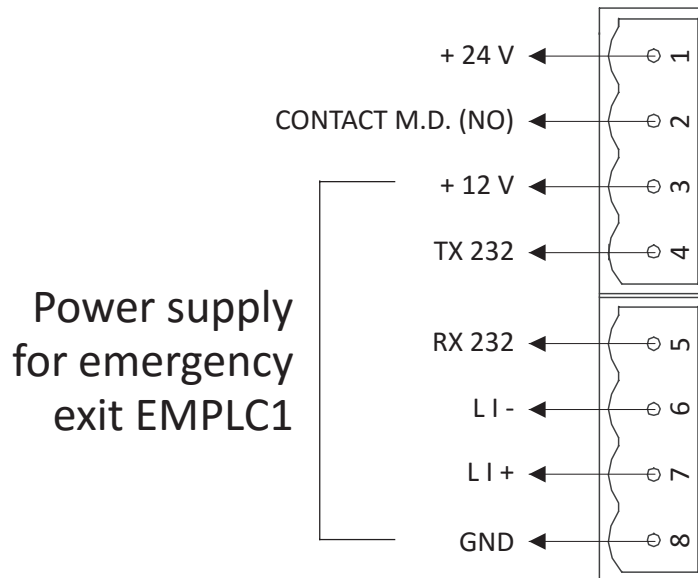 + 24 V
1
CONTACT M.D. (NO)
2
+ 12 V
3
TX 232
4
Power supply
for emergency
exit EMPLC1
RX 232
5
L I -
6
L I +
7
GND
8